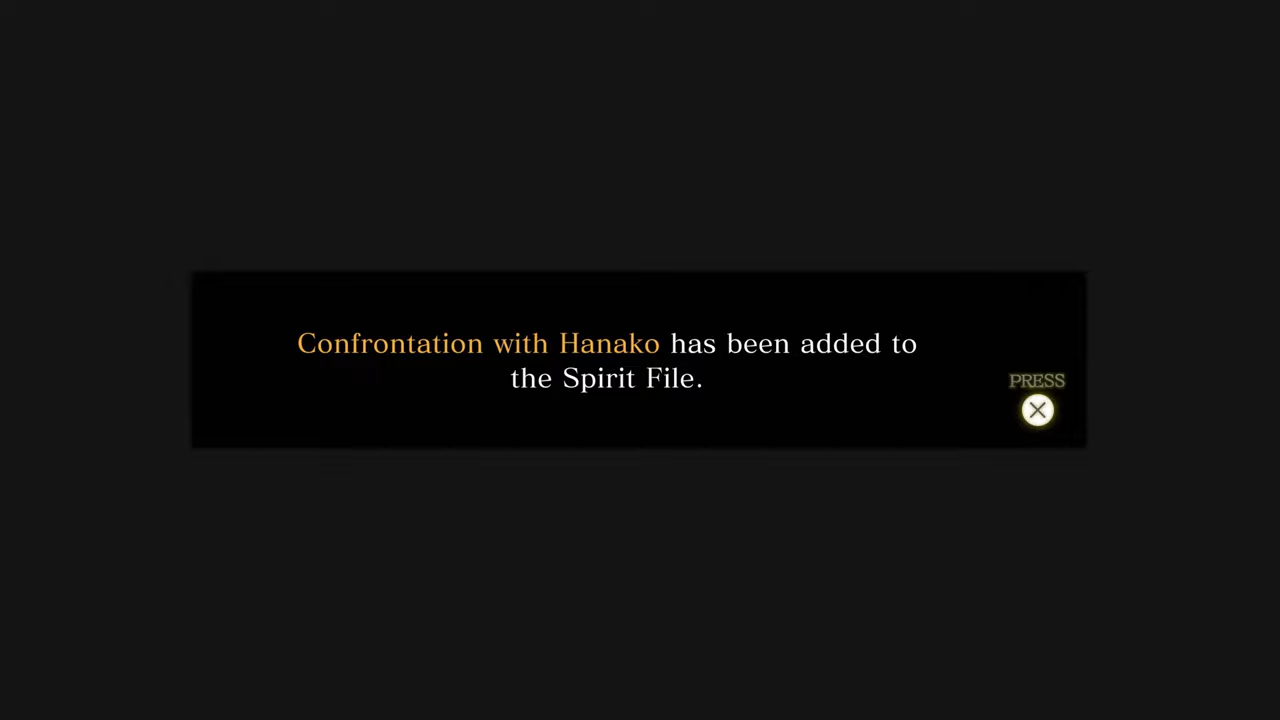 Confrontation with Hanako has been added to
the Spirit File.
PRESS